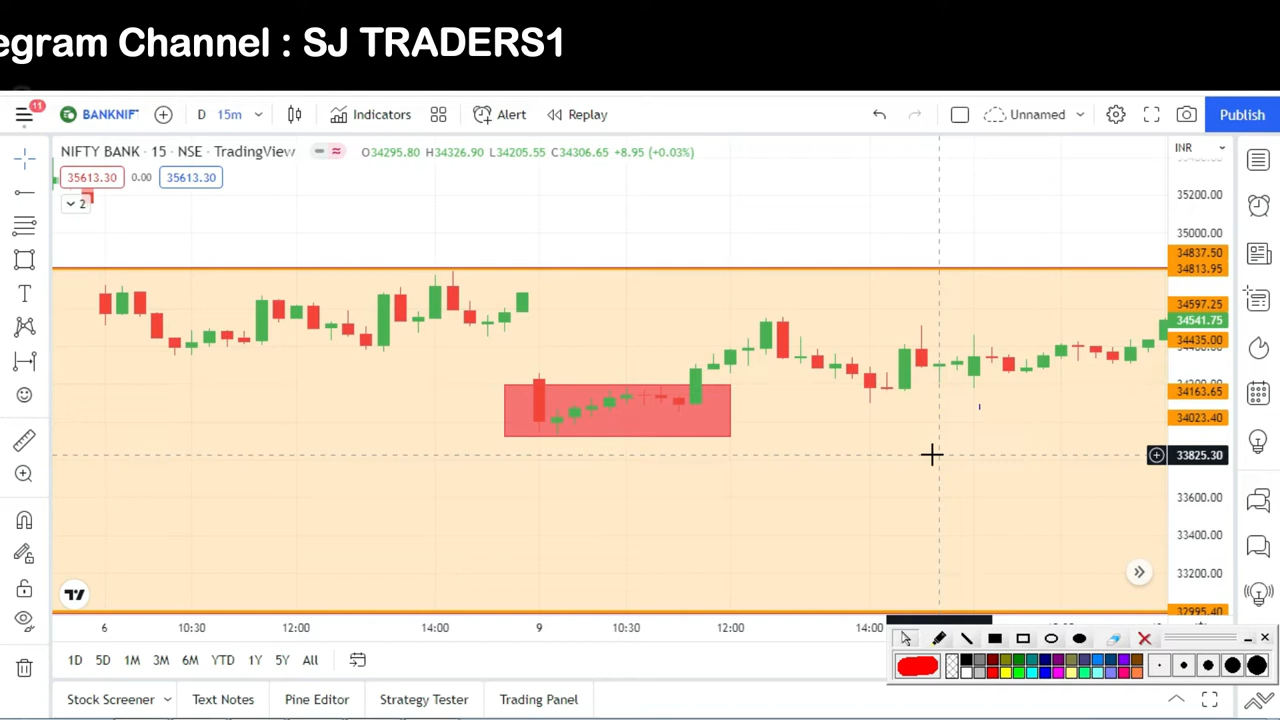 egram Channel : SJ TRADERS1
11
BANKNIF
D
15m
Indicators
Alert
Replay
Unnamed
Publish
NIFTY BANK · 15 · NSE · TradingView
O34295.80 H34326.90 L34205.55 C34306.65 +8.95 (+0.03%)
INR
35613.30
0.00
35613.30
2
35200.00
35000.00
34837.50
34813.95
34597.25
34541.75
34435.00
34163.65
34023.40
33825.30
33600.00
33400.00
33200.00
32995.40
6
10:30
12:00
14:00
9
10:30
12:00
14:00
1D 5D 1M 3M 6M YTD 1Y All
Stock Screener
Text Notes
Pine Editor
Strategy Tester
Trading Panel